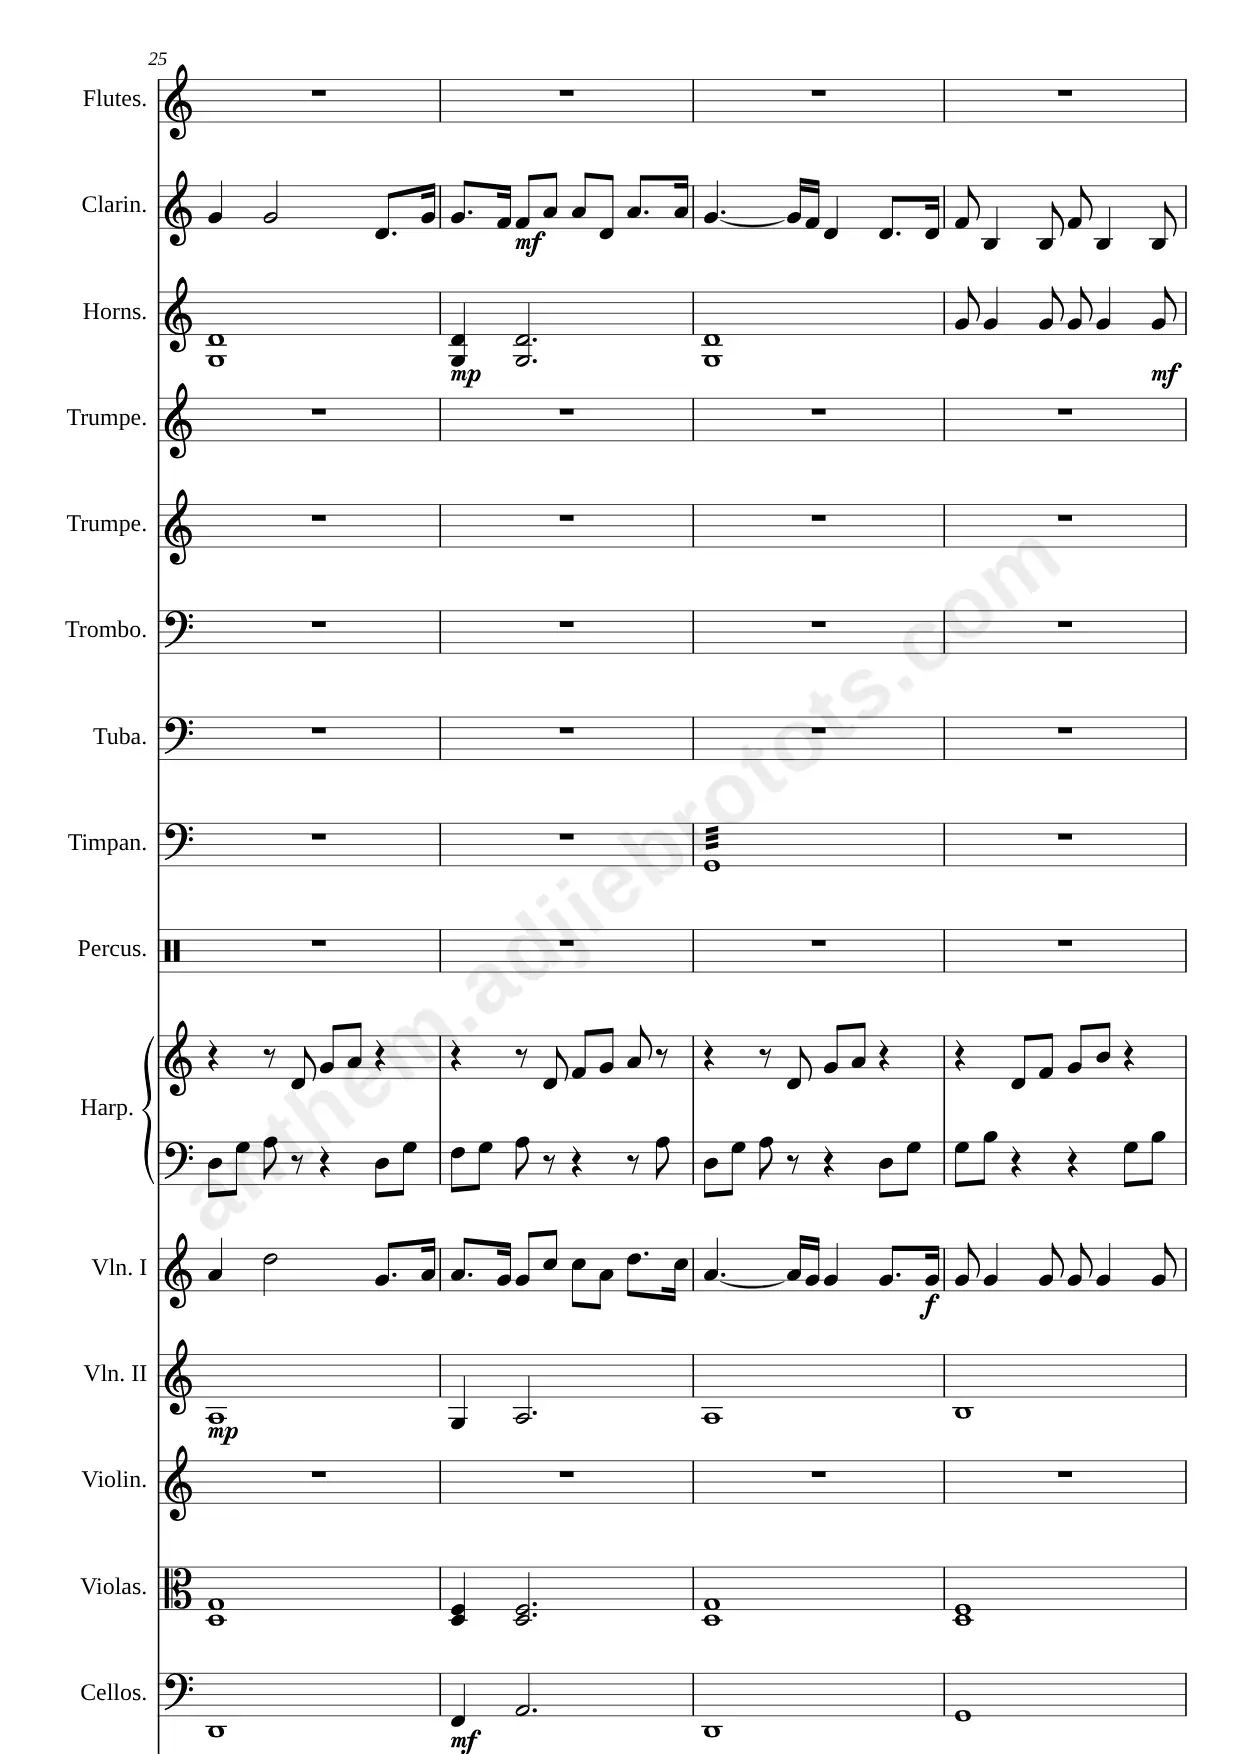 25
Flutes.
Clarin.
mf
Horns.
mp
mf
Trumpe.
Trumpe.
Trombo.
Tuba.
Timpan.
Percus.
Harp.
Vln. I
f
Vln. II
mp
Violin.
Violas.
Cellos.
mf
anthem.adjiebrotots.com